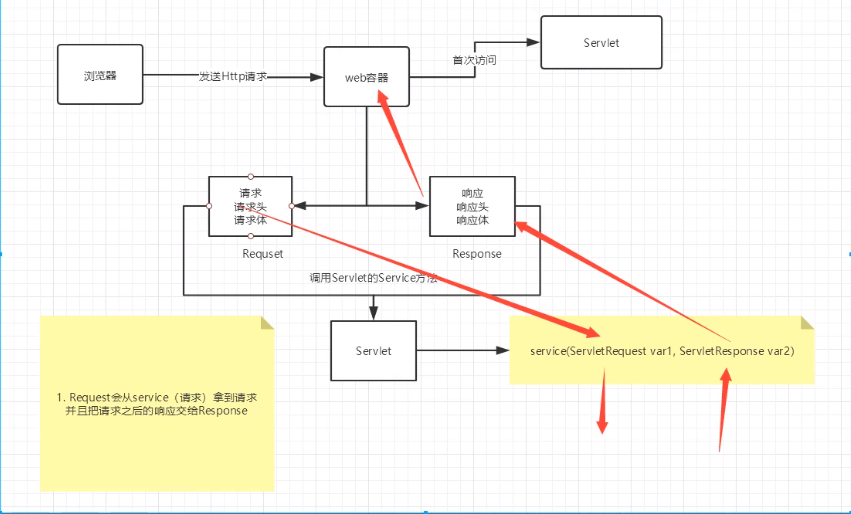 Servlet
首次访问
浏览器
发送Http请求
web容器
请求
请求头
请求体
响应
响应头
响应体
Requset
Response
调用Servlet的Service方法
Servlet
service(ServletRequest var1, ServletResponse var2)
1. Request会从service（请求）拿到请求
并且把请求之后的响应交给Response